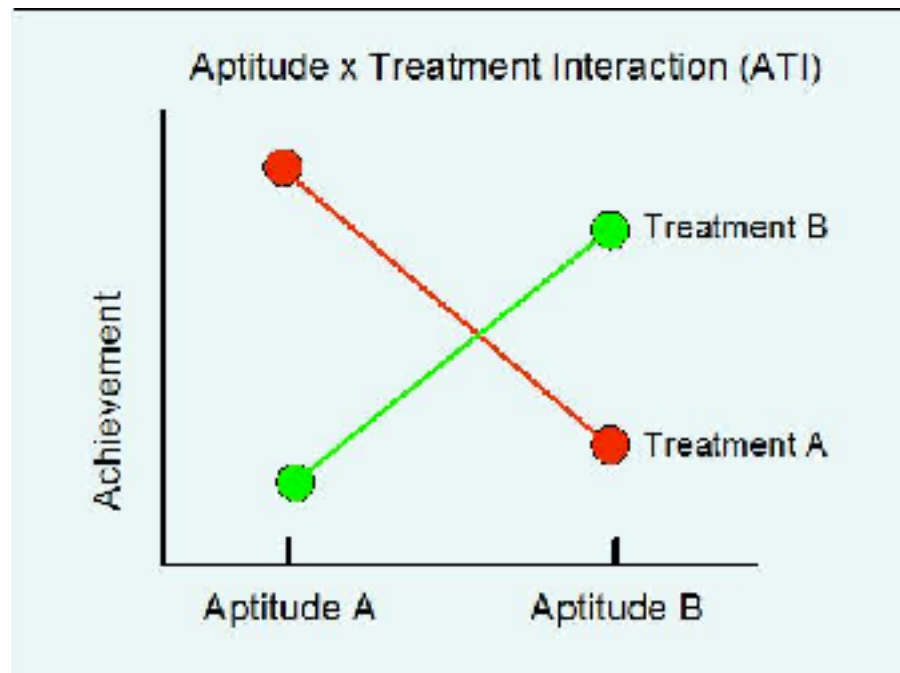 Aptitude x Treatment Interaction (ATI)
Treatment B
Treatment A
Achievement
Aptitude A
Aptitude B